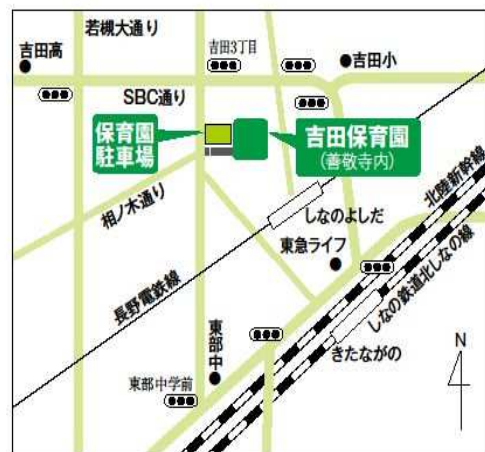 若槻大通り
吉田高
吉田3丁目
吉田小
SBC通り
保育園
駐車場
吉田保育園
(善敬寺内)
相ノ木通り
しなのよしだ
北陸新幹線
東急ライフ
しなの鉄道北しなの線
長野電鉄線
きたながの
東部中
東部中学前
N